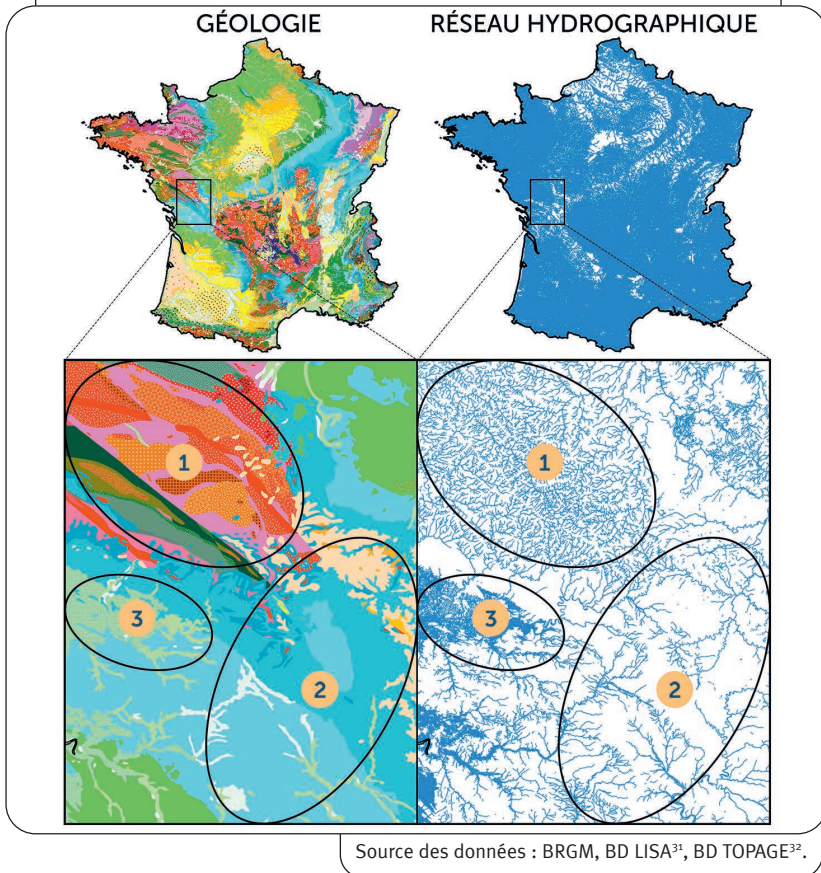 GÉOLOGIE
RÉSEAU HYDROGRAPHIQUE
1
3
2
1
3
2
Source des données : BRGM, BD LISA³¹, BD TOPAGE³².